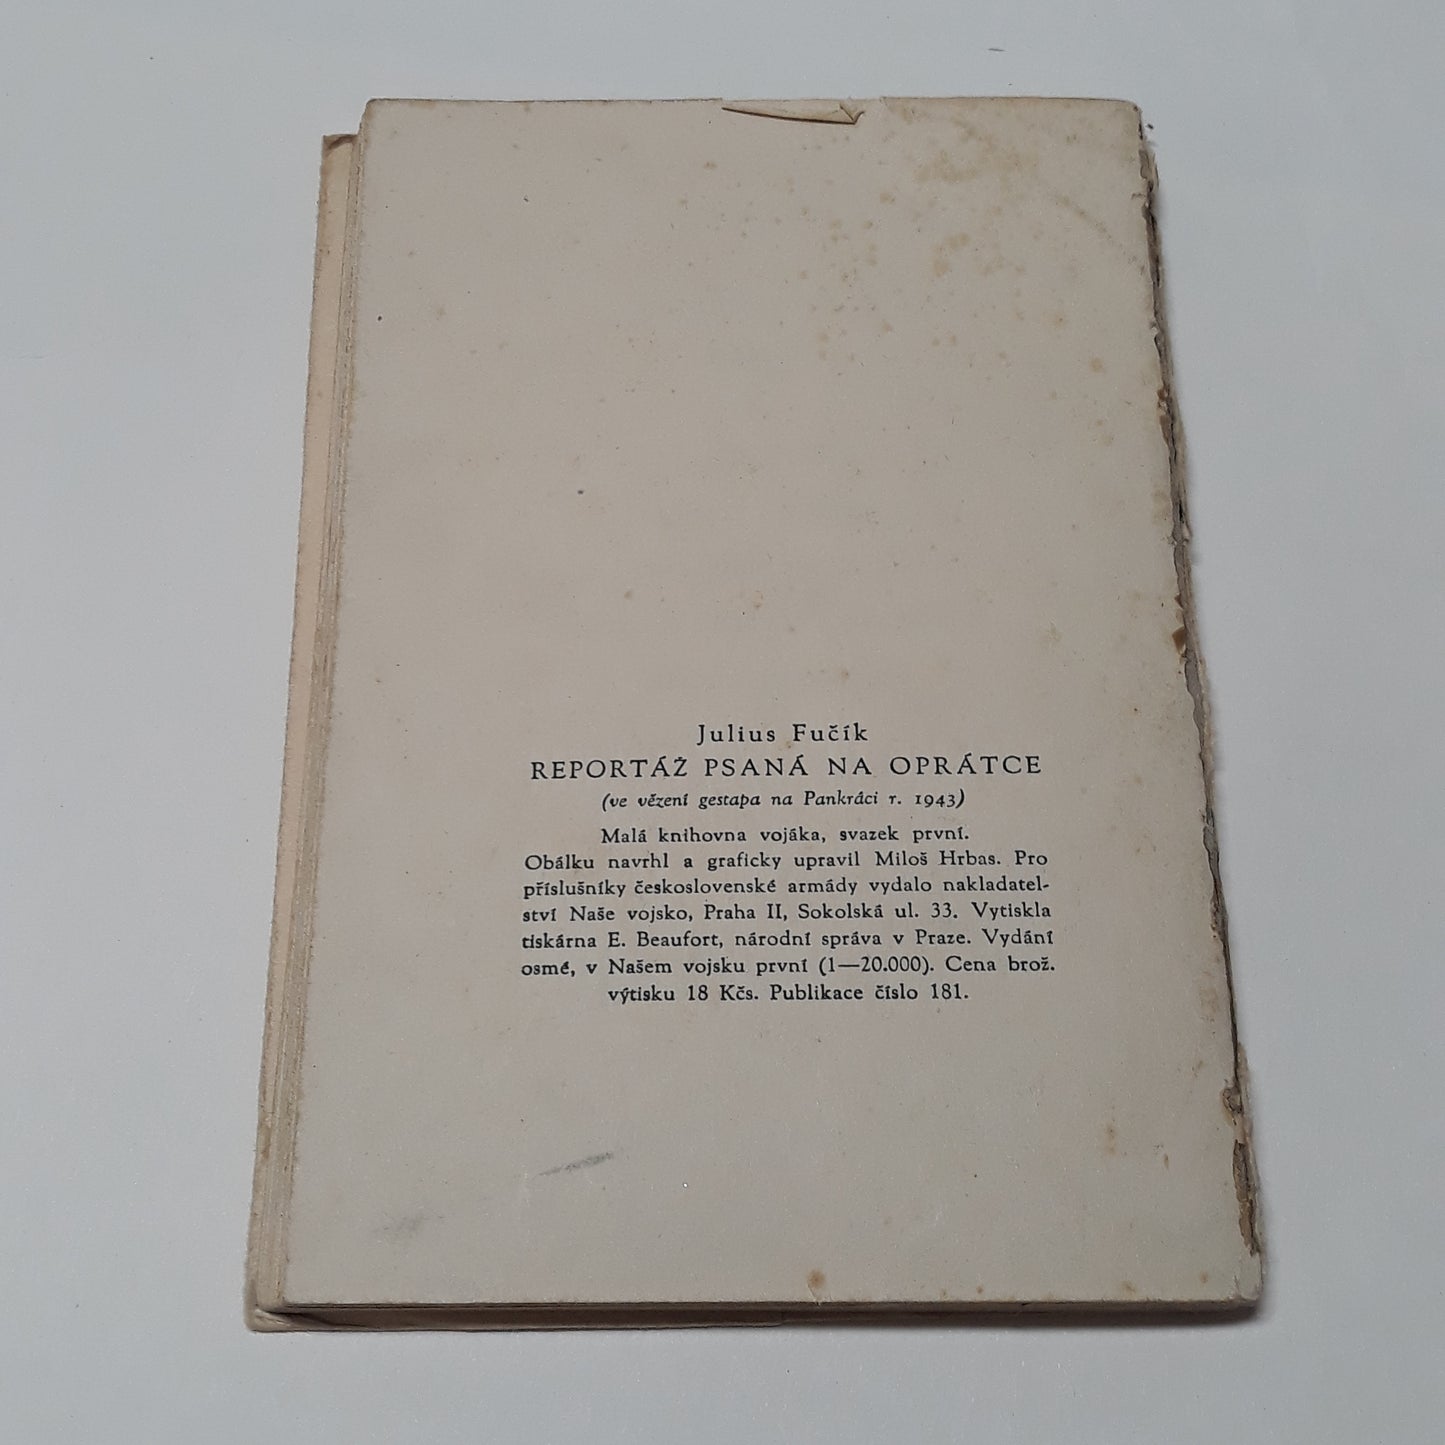 Julius Fučík
REPORTÁŽ PSANÁ NA OPRÁTCE
(ve vězení gestapa na Pankráci r. 1943)
Malá knihovna vojáka, svazek první.
Obálku navrhl a graficky upravil Miloš Hrbas. Pro
příslušníky československé armády vydalo nakladatel-
ství Naše vojsko, Praha II, Sokolská ul. 33. Vytiskla
tiskárna E. Beaufort, národní správa v Praze. Vydání
osmé, v Našem vojsku první (1—20.000). Cena brož.
výtisku 18 Kčs. Publikace číslo 181.